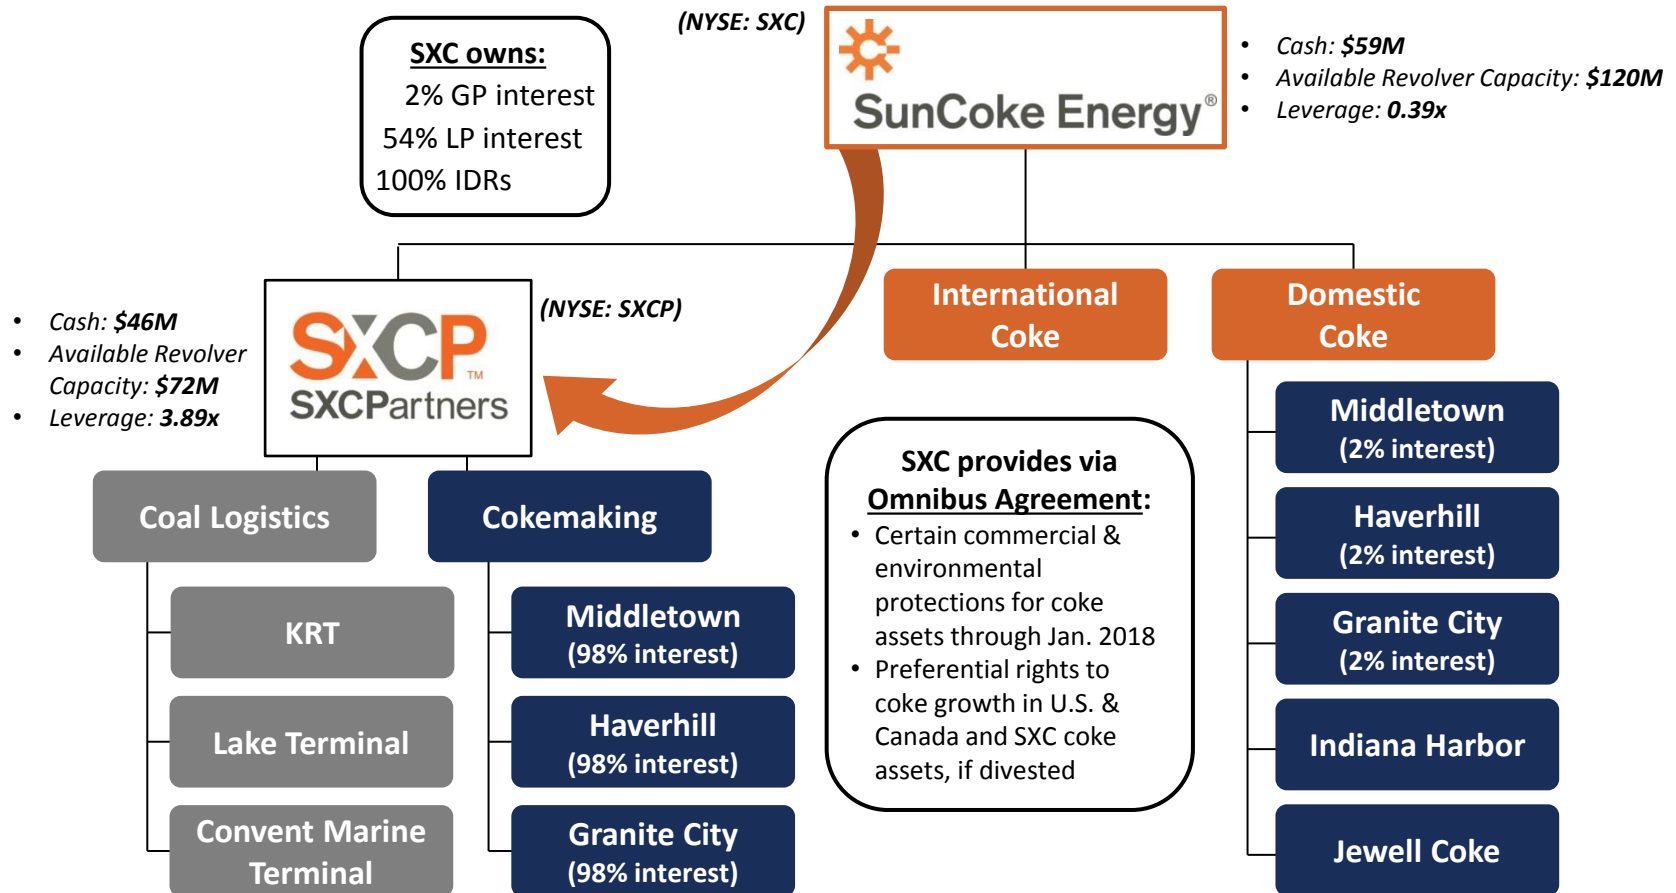 SXC owns:
2% GP interest
54% LP interest
100% IDRs
(NYSE: SXC)
SunCoke Energy®
• Cash: $59M
• Available Revolver Capacity: $120M
• Leverage: 0.39x
• Cash: $46M
• Available Revolver
Capacity: $72M
• Leverage: 3.89x
SXCP™
SXCPartners
(NYSE: SXCP)
International
Coke
Domestic
Coke
Coal Logistics
KRT
Lake Terminal
Convent Marine
Terminal
Cokemaking
Middletown
(98% interest)
Haverhill
(98% interest)
Granite City
(98% interest)
SXC provides via
Omnibus Agreement:
• Certain commercial &
environmental
protections for coke
assets through Jan. 2018
• Preferential rights to
coke growth in U.S. &
Canada and SXC coke
assets, if divested
Middletown
(2% interest)
Haverhill
(2% interest)
Granite City
(2% interest)
Indiana Harbor
Jewell Coke